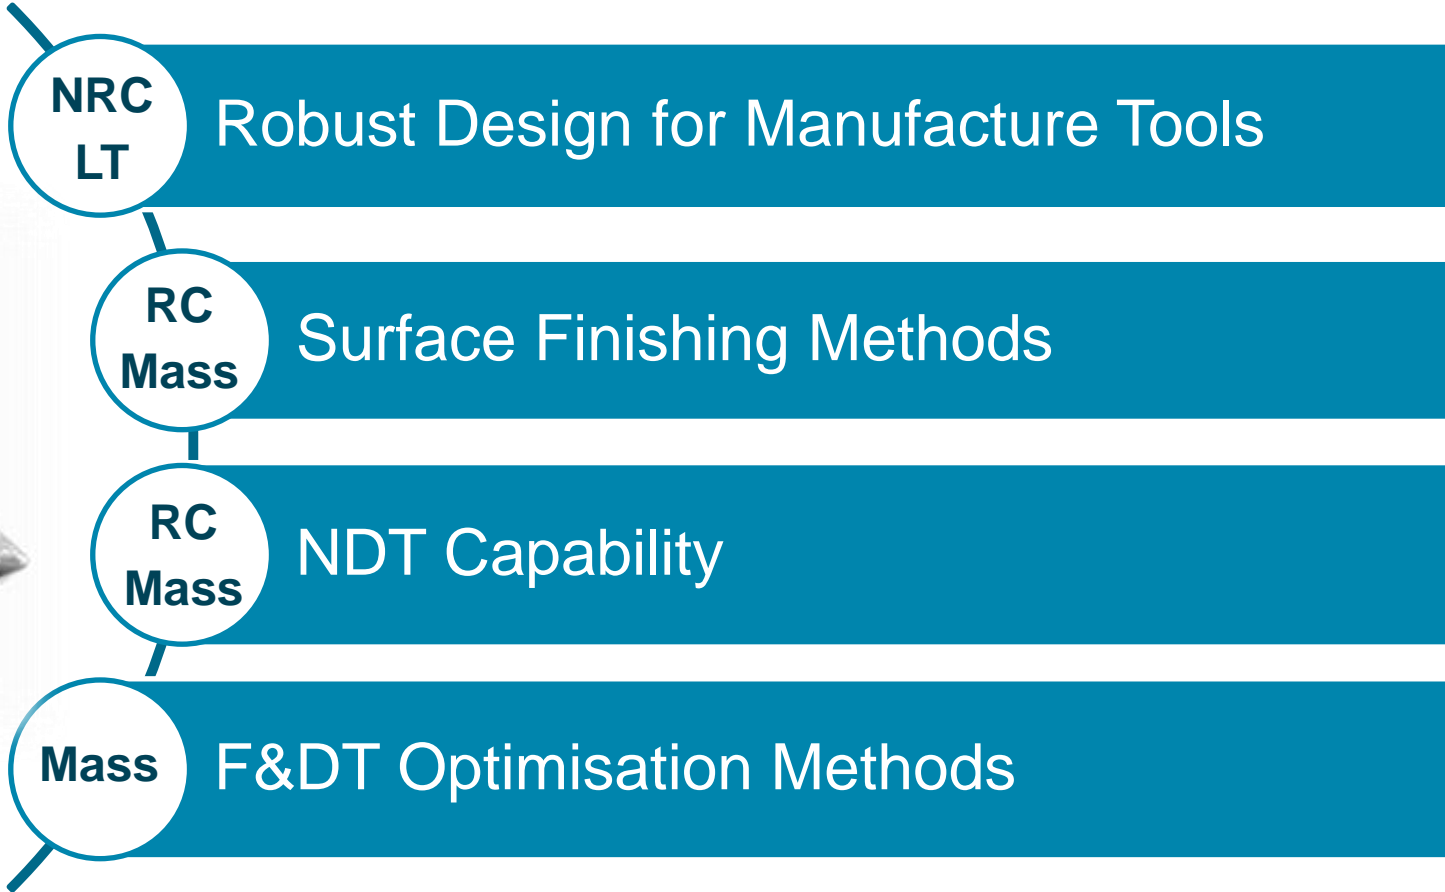 NRC
LT
Robust Design for Manufacture Tools
RC
Mass
Surface Finishing Methods
RC
Mass
NDT Capability
Mass
F&DT Optimisation Methods